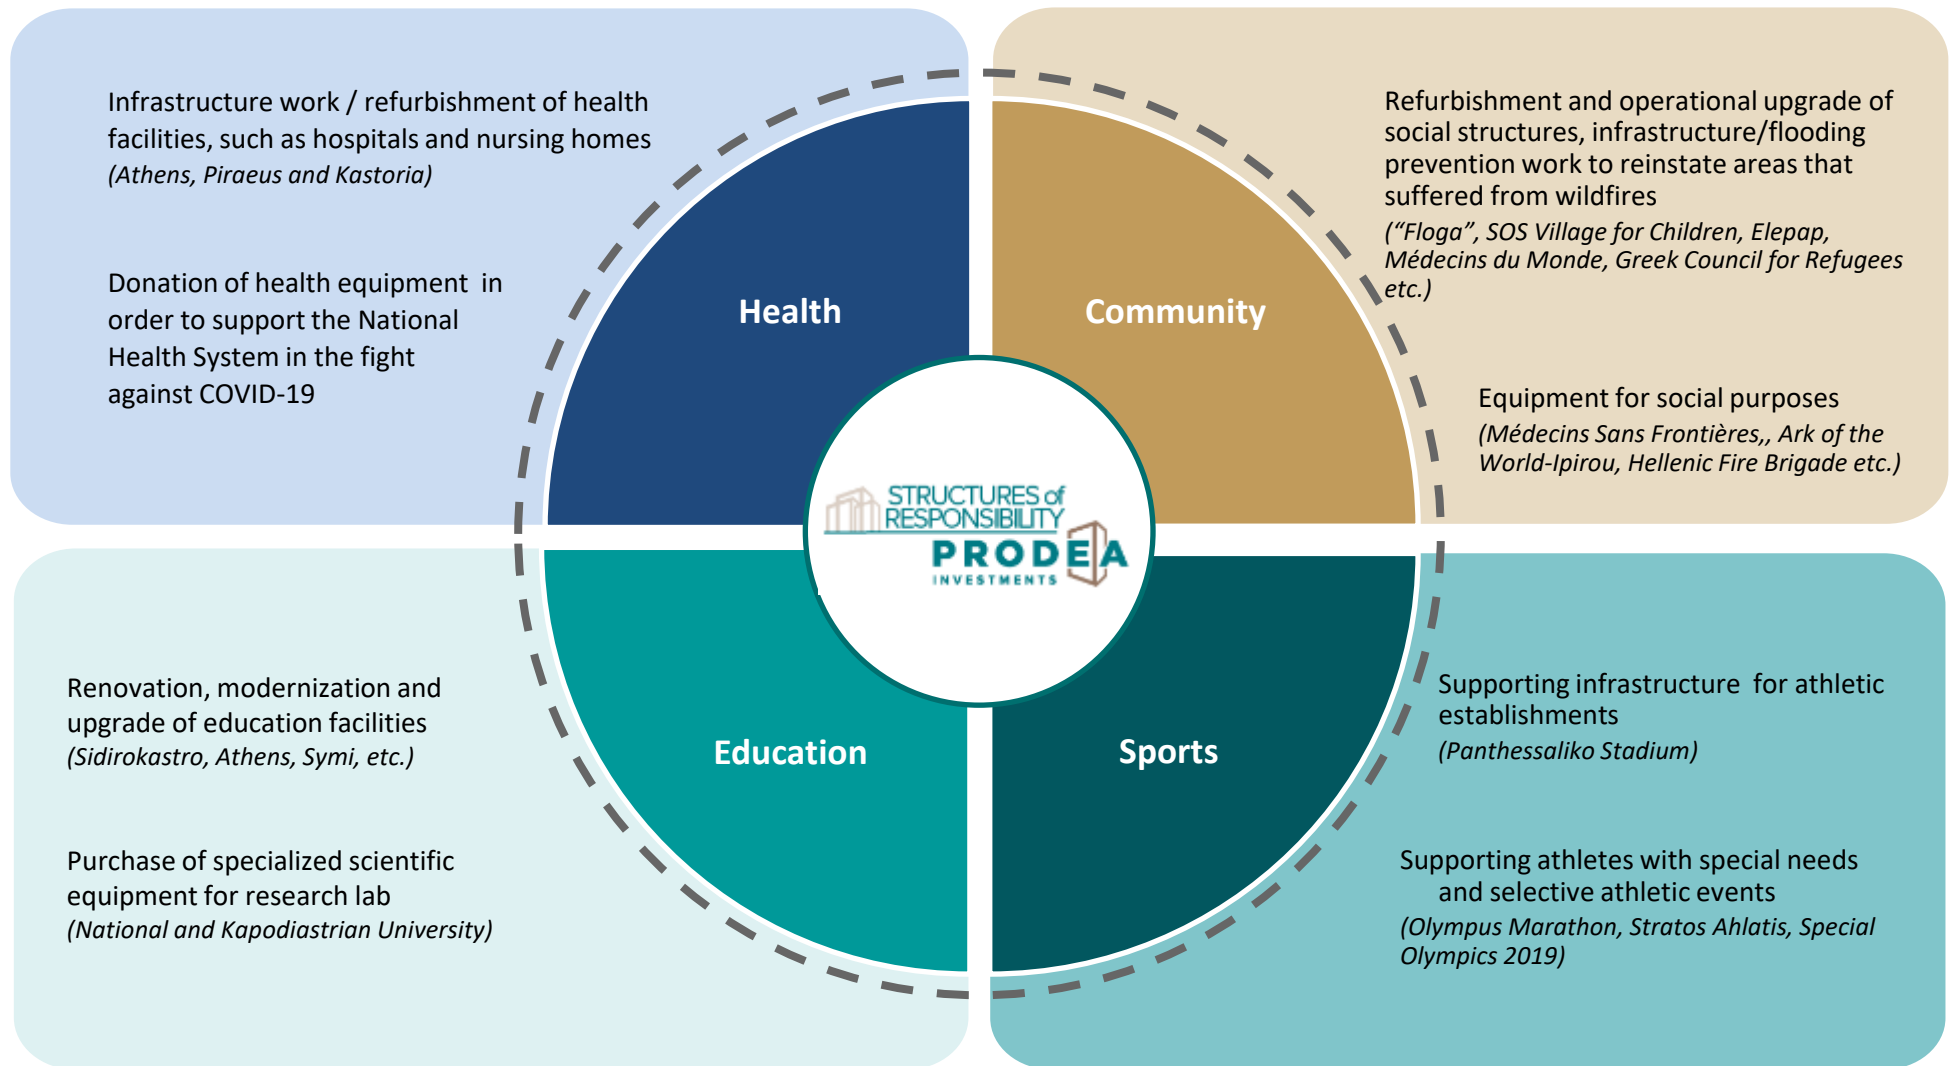 Infrastructure work / refurbishment of health
facilities, such as hospitals and nursing homes
(Athens, Piraeus and Kastoria)
Donation of health equipment in
order to support the National
Health System in the fight
against COVID-19
Health
Community
Refurbishment and operational upgrade of
social structures, infrastructure/flooding
prevention work to reinstate areas that
suffered from wildfires
(“Floga”, SOS Village for Children, Elepap,
Médecins du Monde, Greek Council for Refugees
etc.)
Equipment for social purposes
(Médecins Sans Frontières,, Ark of the
World-Ipirou, Hellenic Fire Brigade etc.)
STRUCTURES of
RESPONSIBILITY
PRODEA
INVESTMENTS
Renovation, modernization and
upgrade of education facilities
(Sidirokastro, Athens, Symi, etc.)
Purchase of specialized scientific
equipment for research lab
(National and Kapodiastrian University)
Education
Sports
Supporting infrastructure for athletic
establishments
(Panthessaliko Stadium)
Supporting athletes with special needs
and selective athletic events
(Olympus Marathon, Stratos Ahlatis, Special
Olympics 2019)